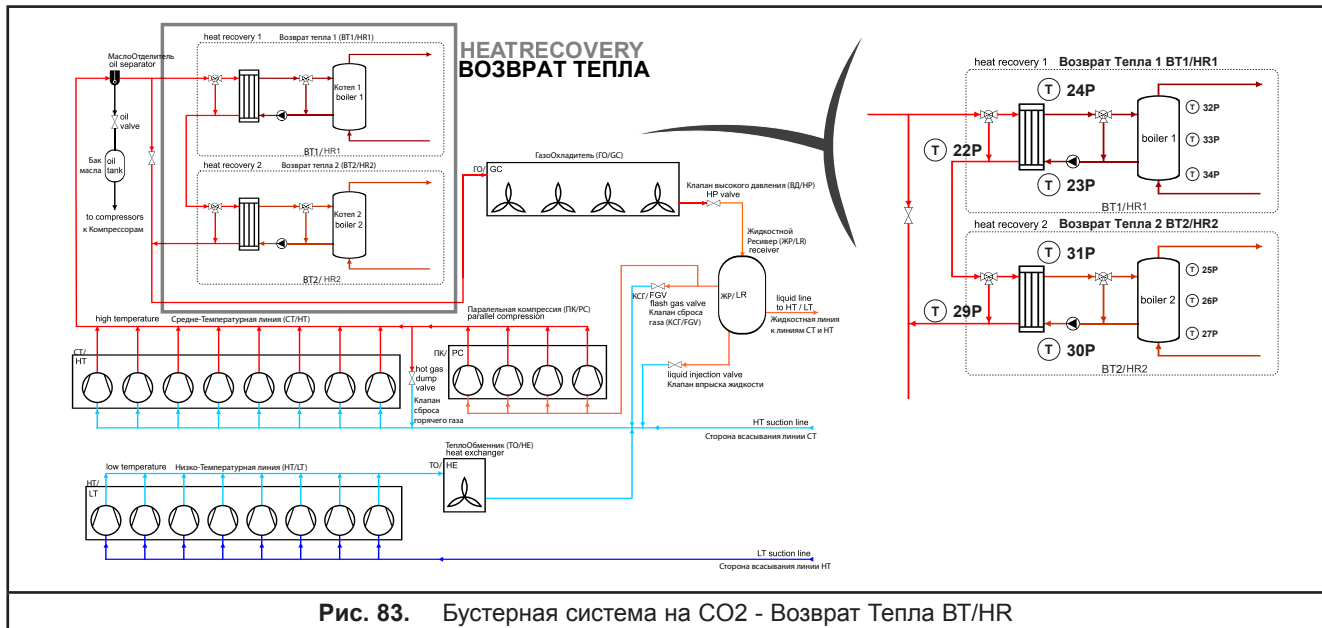 heat recovery 1 Возврат тепла 1 (ВТ1/HR1)
МаслоОтделитель
oil separator
oil
valve
Бак
масла
oil
tank
to compressors
к Компрессорам
Котел 1
boiler 1
ВТ1/ HR1
heat recovery 2 Возврат тепла 2 (ВТ2/HR2)
Котел 2
boiler 2
ВТ2/ HR2
HEATRECOVERY
ВОЗВРАТ ТЕПЛА
ГазоОхладитель (ГО/GC)
ГО/ GC
Клапан высокого давления (ВД/HP)
HP valve
Жидкостной
Ресивер (ЖР/LR)
receiver
ЖР/ LR
КСГ/ FGV
flash gas valve
Клапан сброса
газа (КСГ/FGV)
liquid line
to HT / LT
Жидкостная линия
к линиям СТ и НТ
liquid injection valve
Клапан впрыска жидкости
high temperature Средне-Температурная линия (СТ/HT)
СТ/
HT
Паралельная компрессия (ПК/PC)
parallel compression
ПК/ PC
hot gas
dump
valve
Клапан
сброса
горячего газа
HT suction line
Сторона всасывания линии СТ
ТеплоОбменник (ТО/HE)
heat exchanger
ТО/ HE
low temperature Низко-Температурная линия (НТ/LT)
НТ/
LT
LT suction line
Сторона всасывания линии НТ
heat recovery 1 Возврат Тепла 1 ВТ1/HR1
T 24P
T 22P
T 23P
boiler 1
T 32P
T 33P
T 34P
ВТ1/HR1
heat recovery 2 Возврат Тепла 2 ВТ2/HR2
T 31P
T 29P
T 30P
boiler 2
T 25P
T 26P
T 27P
ВТ2/HR2
Рис. 83. Бустерная система на CO2 - Возврат Тепла ВТ/HR